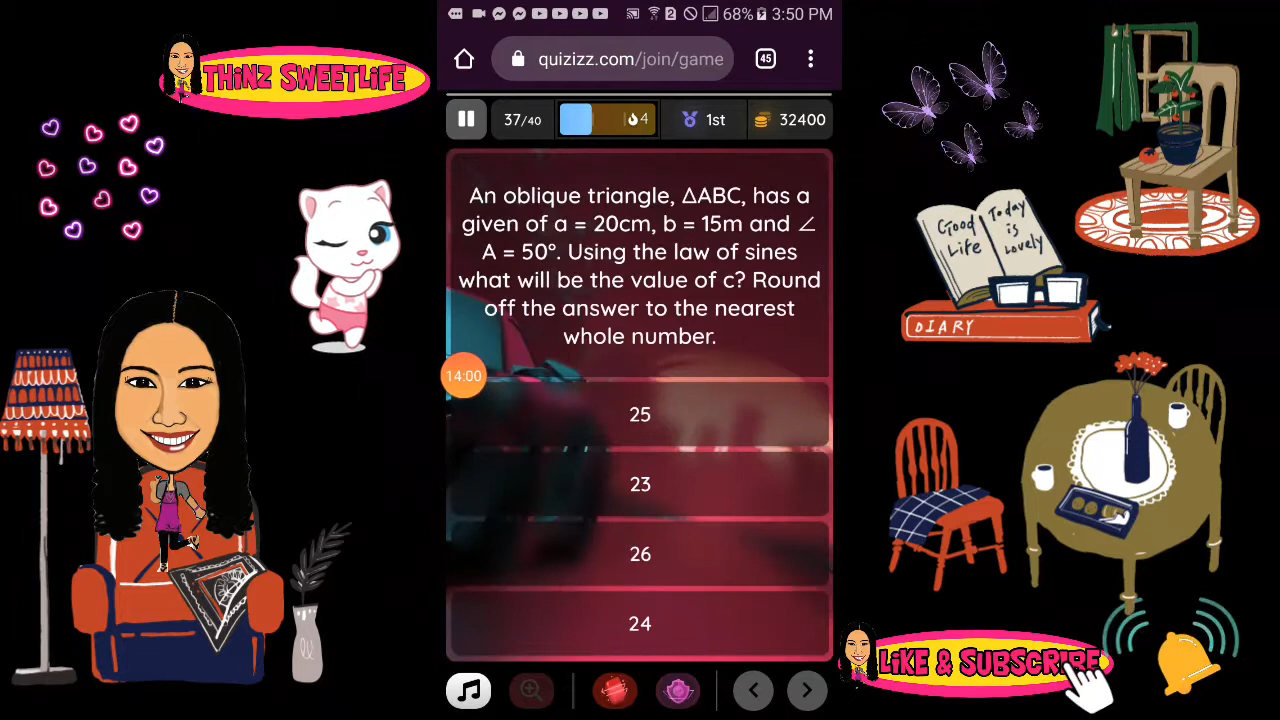 THINZ SWEETLIFE
68% 3:50 PM
quizizz.com/join/game
45
37/40
4
1st
32400
An oblique triangle, ΔABC, has a
given of a = 20cm, b = 15m and ∠
A = 50°. Using the law of sines
what will be the value of c? Round
off the answer to the nearest
whole number.
14:00
25
23
26
24
Good
Life
Today
is
Lovely
DIARY
LIKE & SUBSCRIBE